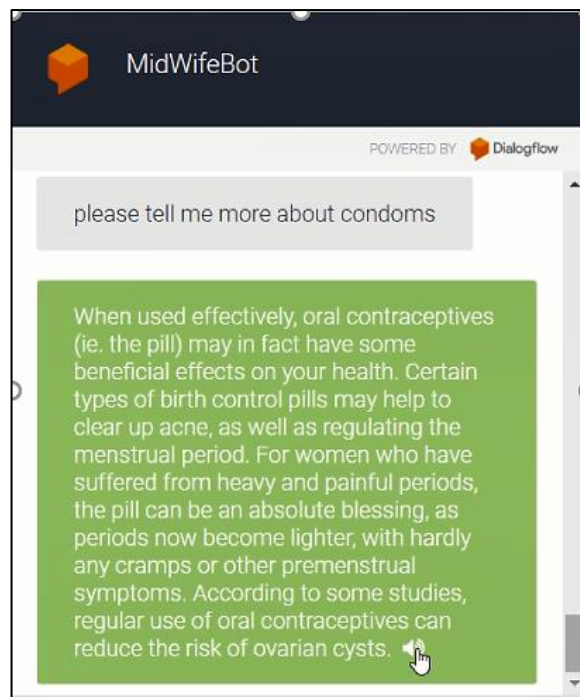 MidWifeBot
POWERED BY Dialogflow
please tell me more about condoms
When used effectively, oral contraceptives
(ie. the pill) may in fact have some
beneficial effects on your health. Certain
types of birth control pills may help to
clear up acne, as well as regulating the
menstrual period. For women who have
suffered from heavy and painful periods,
the pill can be an absolute blessing, as
periods now become lighter, with hardly
any cramps or other premenstrual
symptoms. According to some studies,
regular use of oral contraceptives can
reduce the risk of ovarian cysts.